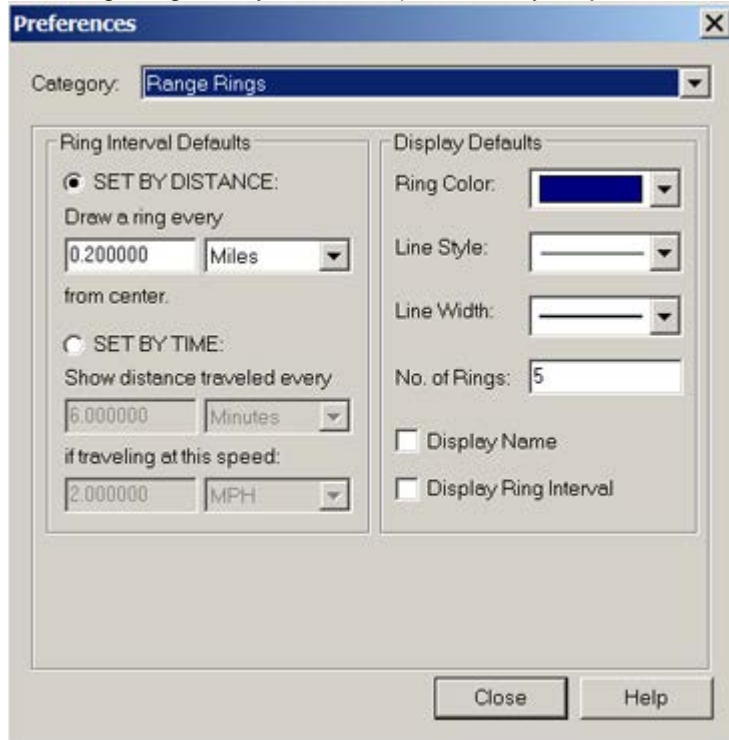 Preferences
Category: Range Rings
Ring Interval Defaults
SET BY DISTANCE:
Draw a ring every
0.200000 Miles
from center.
SET BY TIME:
Show distance traveled every
6.000000 Minutes
if traveling at this speed:
2.000000 MPH
Display Defaults
Ring Color:
Line Style:
Line Width:
No. of Rings: 5
Display Name
Display Ring Interval
Close Help